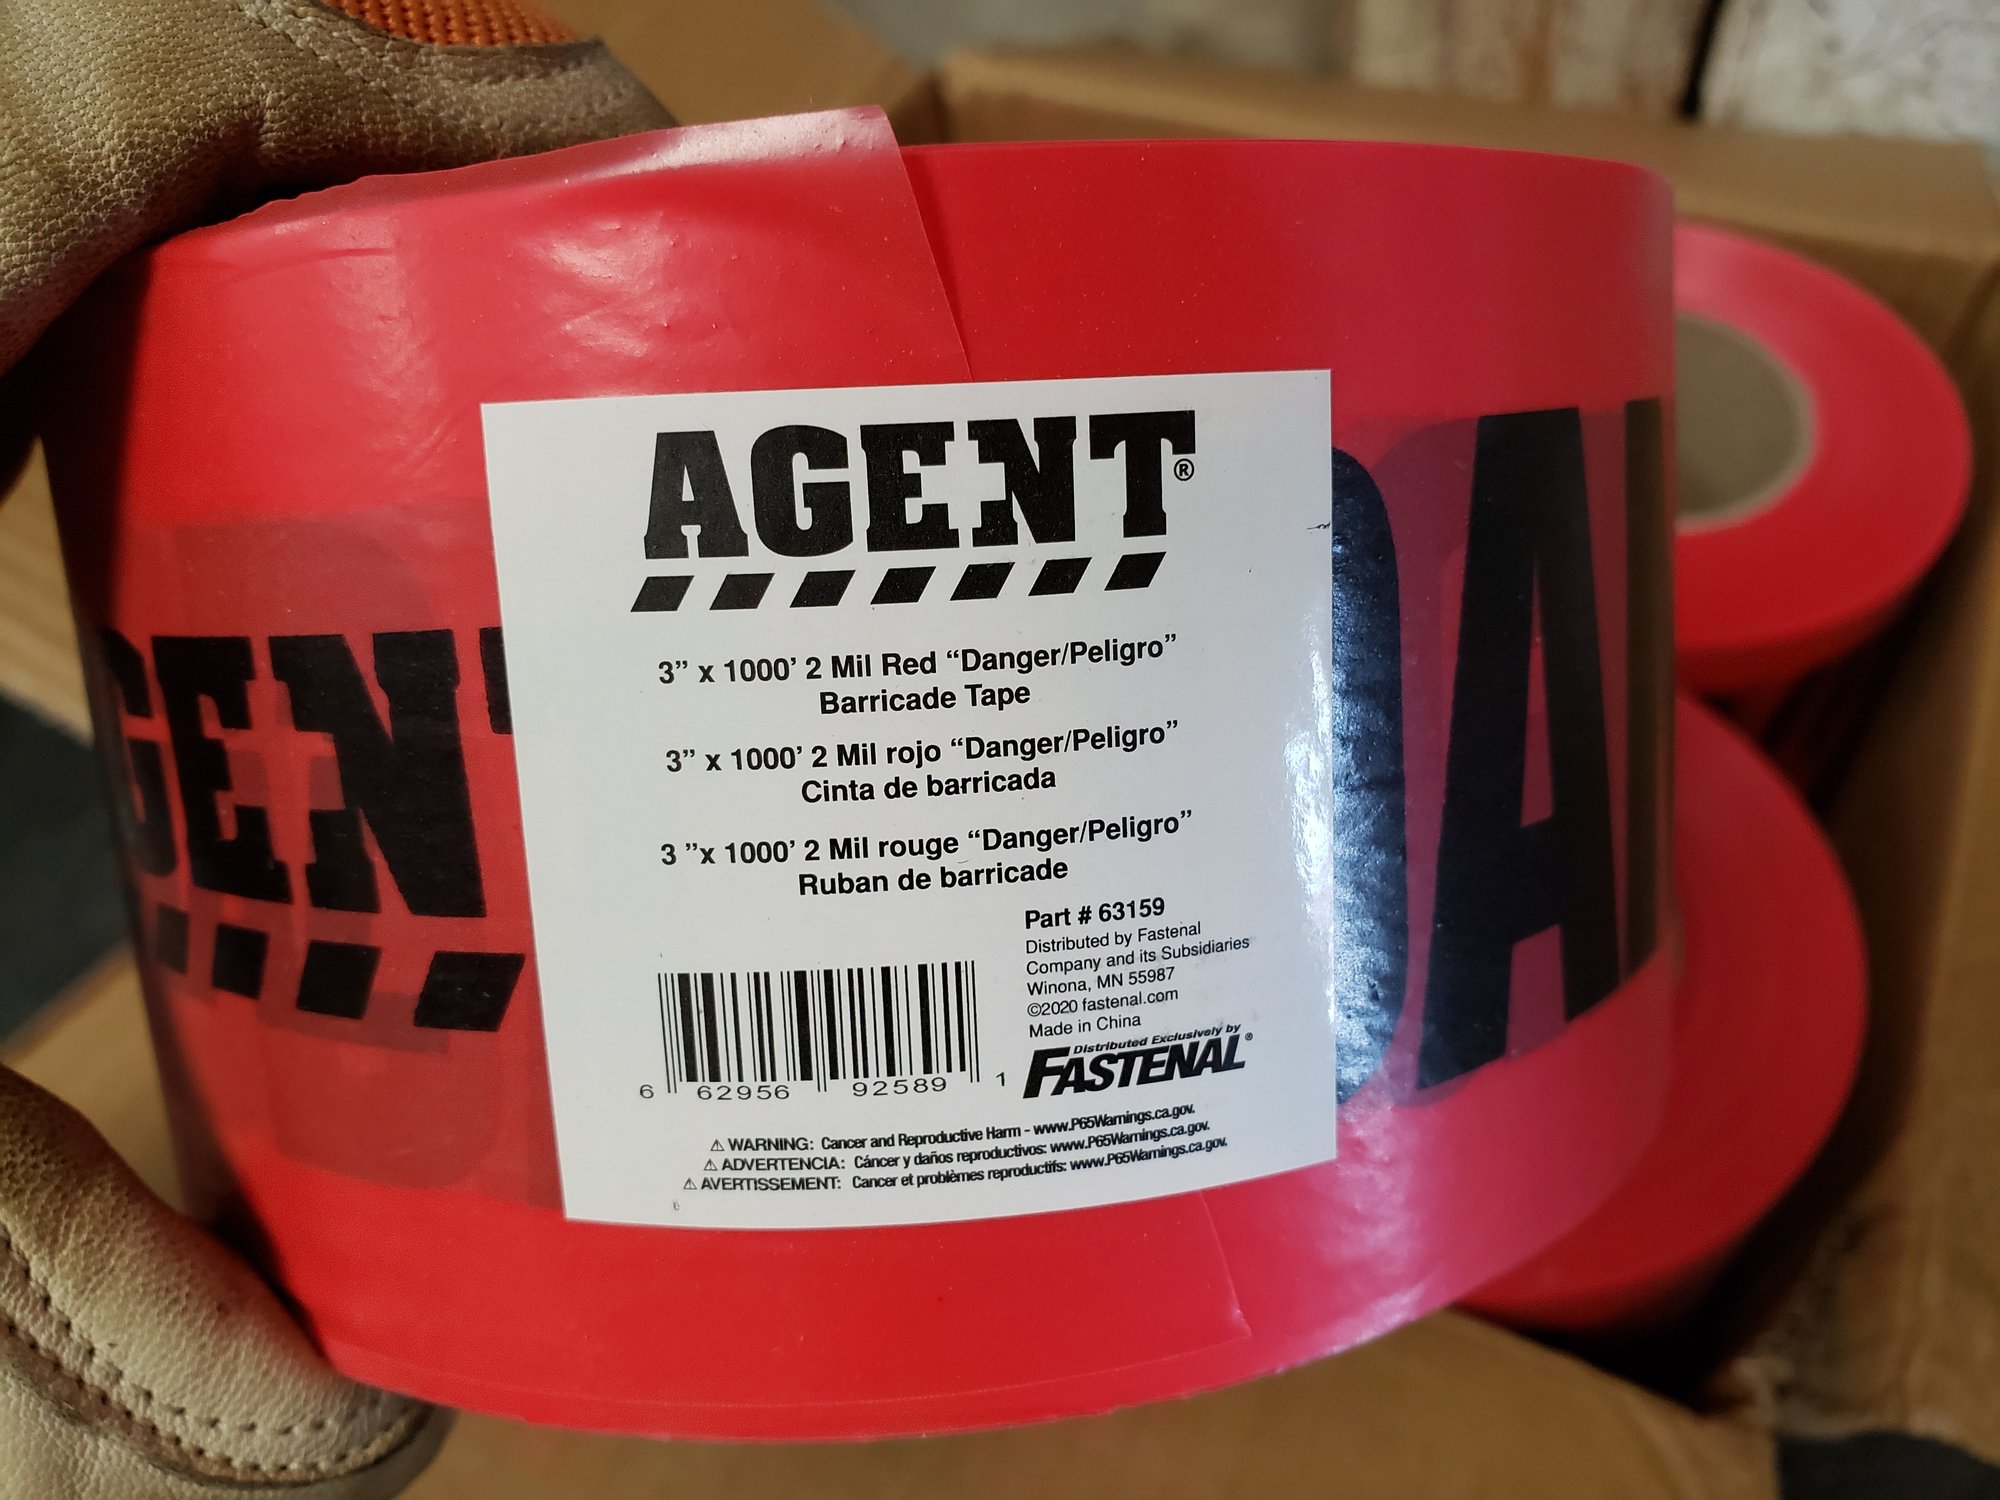 AGENT®
3” x 1000’ 2 Mil Red “Danger/Peligro”
Barricade Tape
3” x 1000’ 2 Mil rojo “Danger/Peligro”
Cinta de barricada
3 ”x 1000’ 2 Mil rouge “Danger/Peligro”
Ruban de barricade
Part # 63159
Distributed by Fastenal
Company and its Subsidiaries
Winona, MN 55987
©2020 fastenal.com
Made in China
Distributed Exclusively by
FASTENAL®
6 62956 92589 1
⚠ WARNING: Cancer and Reproductive Harm - www.P65Warnings.ca.gov.
⚠ ADVERTENCIA: Cáncer y daños reproductivos: www.P65Warnings.ca.gov.
⚠ AVERTISSEMENT: Cancer et problèmes reproductifs: www.P65Warnings.ca.gov.
GENT
DA